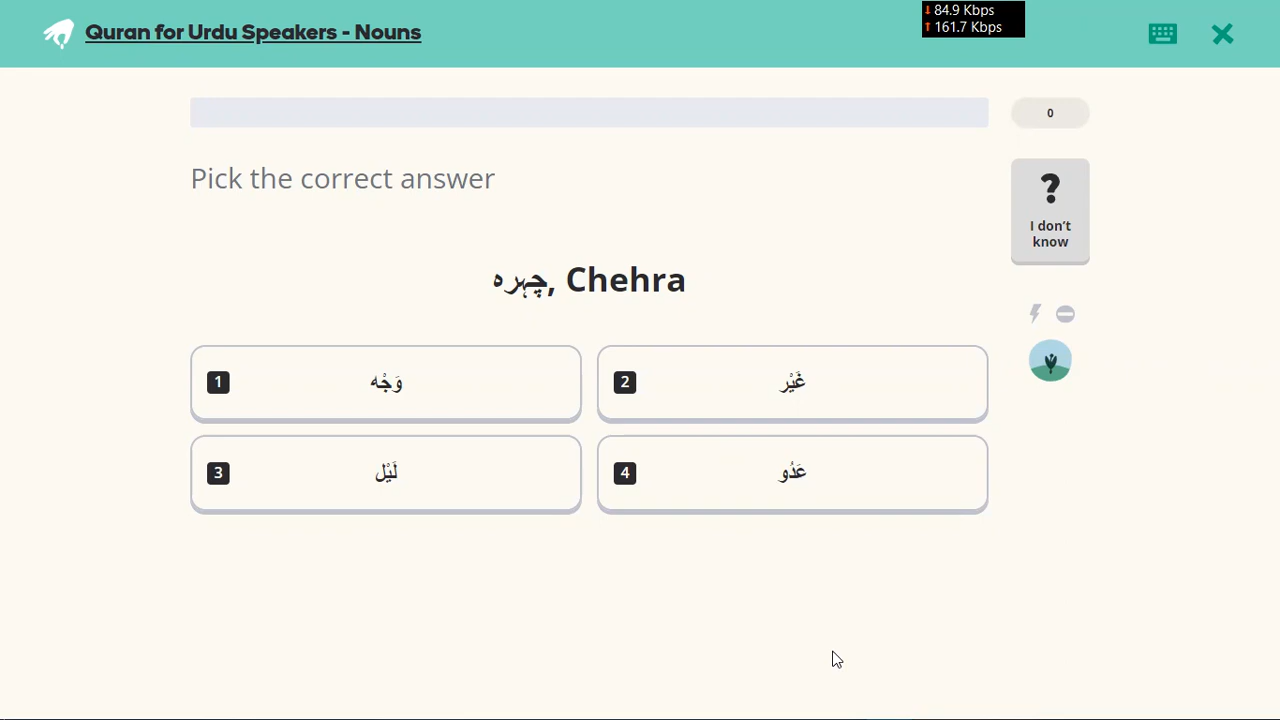 Quran for Urdu Speakers - Nouns
↓ 84.9 Kbps
↑ 161.7 Kbps
0
Pick the correct answer
?
I don't
know
چہرہ, Chehra
1 وَجْه
2 غَيْر
3 لَيْل
4 عَدُو